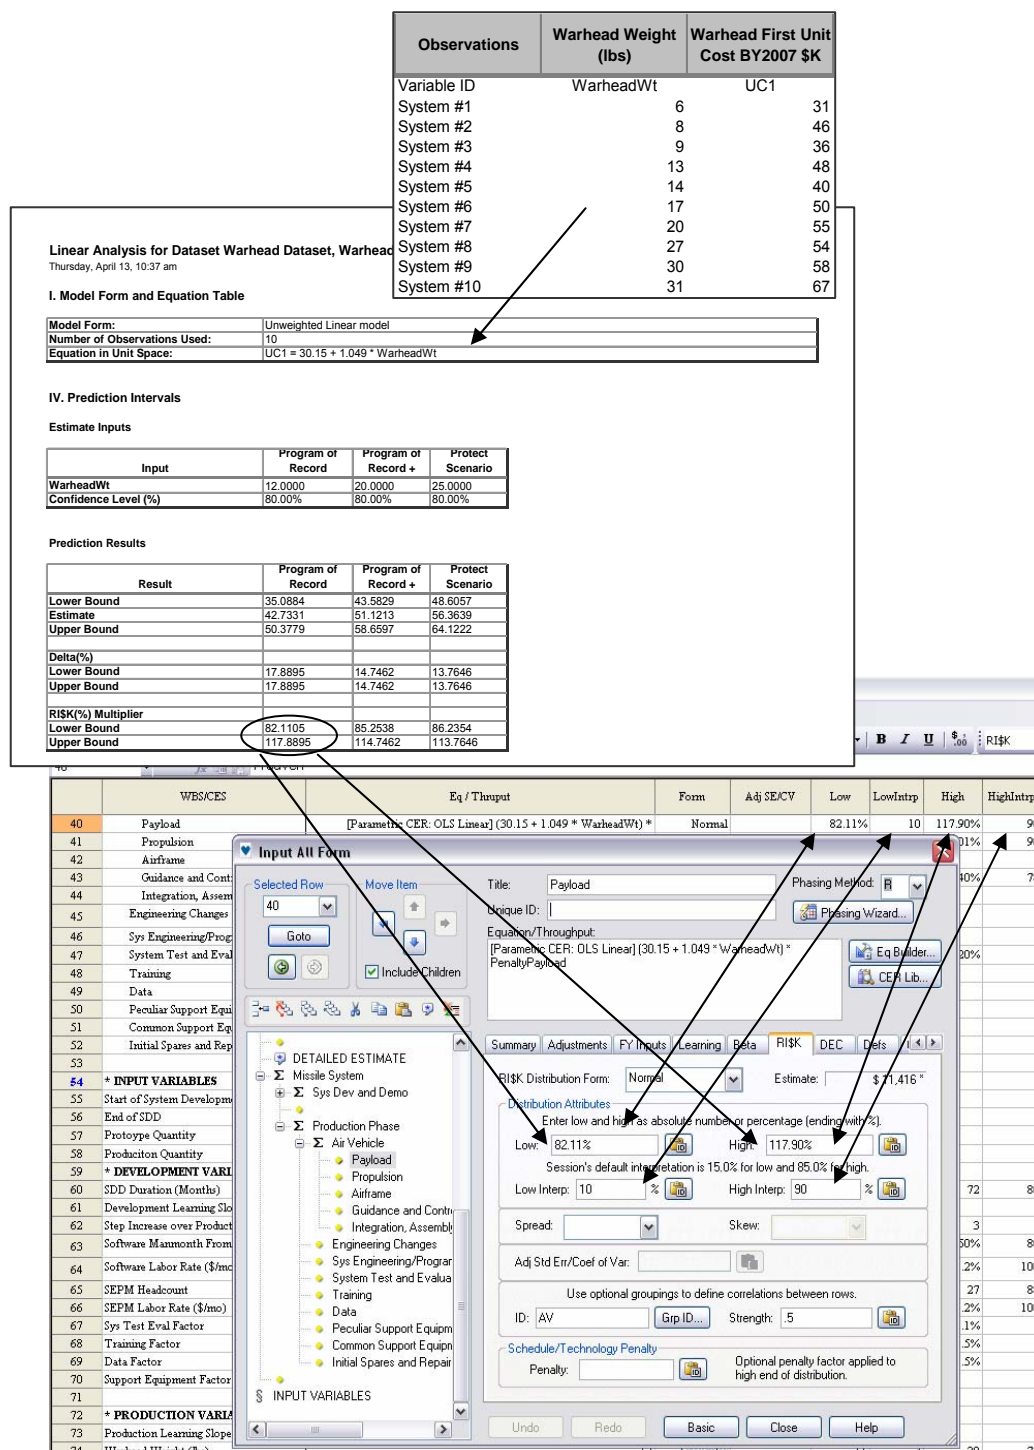 Observations Warhead Weight (lbs) Warhead First Unit Cost BY2007 $K
Variable ID WarheadWt UC1
System #1 6 31
System #2 8 46
System #3 9 36
System #4 13 48
System #5 14 40
System #6 17 50
System #7 20 55
System #8 27 54
System #9 30 58
System #10 31 67
Linear Analysis for Dataset Warhead Dataset, Warhead
Thursday, April 13, 10:37 am
I. Model Form and Equation Table
Model Form: Unweighted Linear model
Number of Observations Used: 10
Equation in Unit Space: UC1 = 30.15 + 1.049 * WarheadWt
IV. Prediction Intervals
Estimate Inputs
Input Program of Record Program of Record + Protect Scenario
WarheadWt 12.0000 20.0000 25.0000
Confidence Level (%) 80.00% 80.00% 80.00%
Prediction Results
Result Program of Record Program of Record + Protect Scenario
Lower Bound 35.0884 43.5829 48.6057
Estimate 42.7331 51.1213 56.3639
Upper Bound 50.3779 58.6597 64.1222
Delta(%)
Lower Bound 17.8895 14.7462 13.7646
Upper Bound 17.8895 14.7462 13.7646
RI$K(%) Multiplier
Lower Bound 82.1105 85.2538 86.2354
Upper Bound 117.8895 114.7462 113.7646
B I U $.00 RI$K
WBS/CES Eq / Thruput Form Adj SE/CV Low LowIntrp High HighIntrp
40 Payload [Parametric CER: OLS Linear] (30.15 + 1.049 * WarheadWt) * Normal 82.11% 10 117.90%
41 Propulsion
42 Airframe
43 Guidance and Cont
44 Integration, Assem
45 Engineering Changes
46 Sys Engineering/Prog
47 System Test and Eval
48 Training
49 Data
50 Peculiar Support Equi
51 Common Support Equ
52 Initial Spares and Rep
53
54 * INPUT VARIABLES
55 Start of System Developme
56 End of SDD
57 Protoype Quantity
58 Produciton Quantity
59 * DEVELOPMENT VARI
60 SDD Duration (Months) 72
61 Development Learning Slo
62 Step Increase over Product 3
63 Software Manmonth From 50%
64 Software Labor Rate ($/mo .2%
65 SEPM Headcount 27
66 SEPM Labor Rate ($/mo) .2%
67 Sys Test Eval Factor .1%
68 Training Factor .5%
69 Data Factor .5%
70 Support Equipment Factor
71
72 * PRODUCTION VARIA
73 Production Learning Slope
Input All Form
Selected Row
40
Goto
Move Item
Include Children
Title: Payload
Phasing Method: R
Unique ID:
Phasing Wizard...
Equation/Throughput:
[Parametric CER: OLS Linear] (30.15 + 1.049 * WarheadWt) *
PenaltyPayload
Eq Builder...
CER Lib...
DETAILED ESTIMATE
Σ Missile System
Σ Sys Dev and Demo
Σ Production Phase
Σ Air Vehicle
Payload
Propulsion
Airframe
Guidance and Contr
Integration, Assembly
Engineering Changes
Sys Engineering/Program
System Test and Evalua
Training
Data
Peculiar Support Equipm
Common Support Equipm
Initial Spares and Repair
§ INPUT VARIABLES
Summary Adjustments FY Inputs Learning Beta RI$K DEC Defs
RI$K Distribution Form: Normal Estimate: $ 11,416 *
Distribution Attributes
Enter low and high as absolute number or percentage (ending with %).
Low: 82.11% High: 117.90%
Session's default interpretation is 15.0% for low and 85.0% for high.
Low Interp: 10 % High Interp: 90 %
Spread: Skew:
Adj Std Err/Coef of Var:
Use optional groupings to define correlations between rows.
ID: AV Grp ID... Strength: .5
Schedule/Technology Penalty
Penalty: Optional penalty factor applied to
high end of distribution.
Undo Redo Basic Close Help